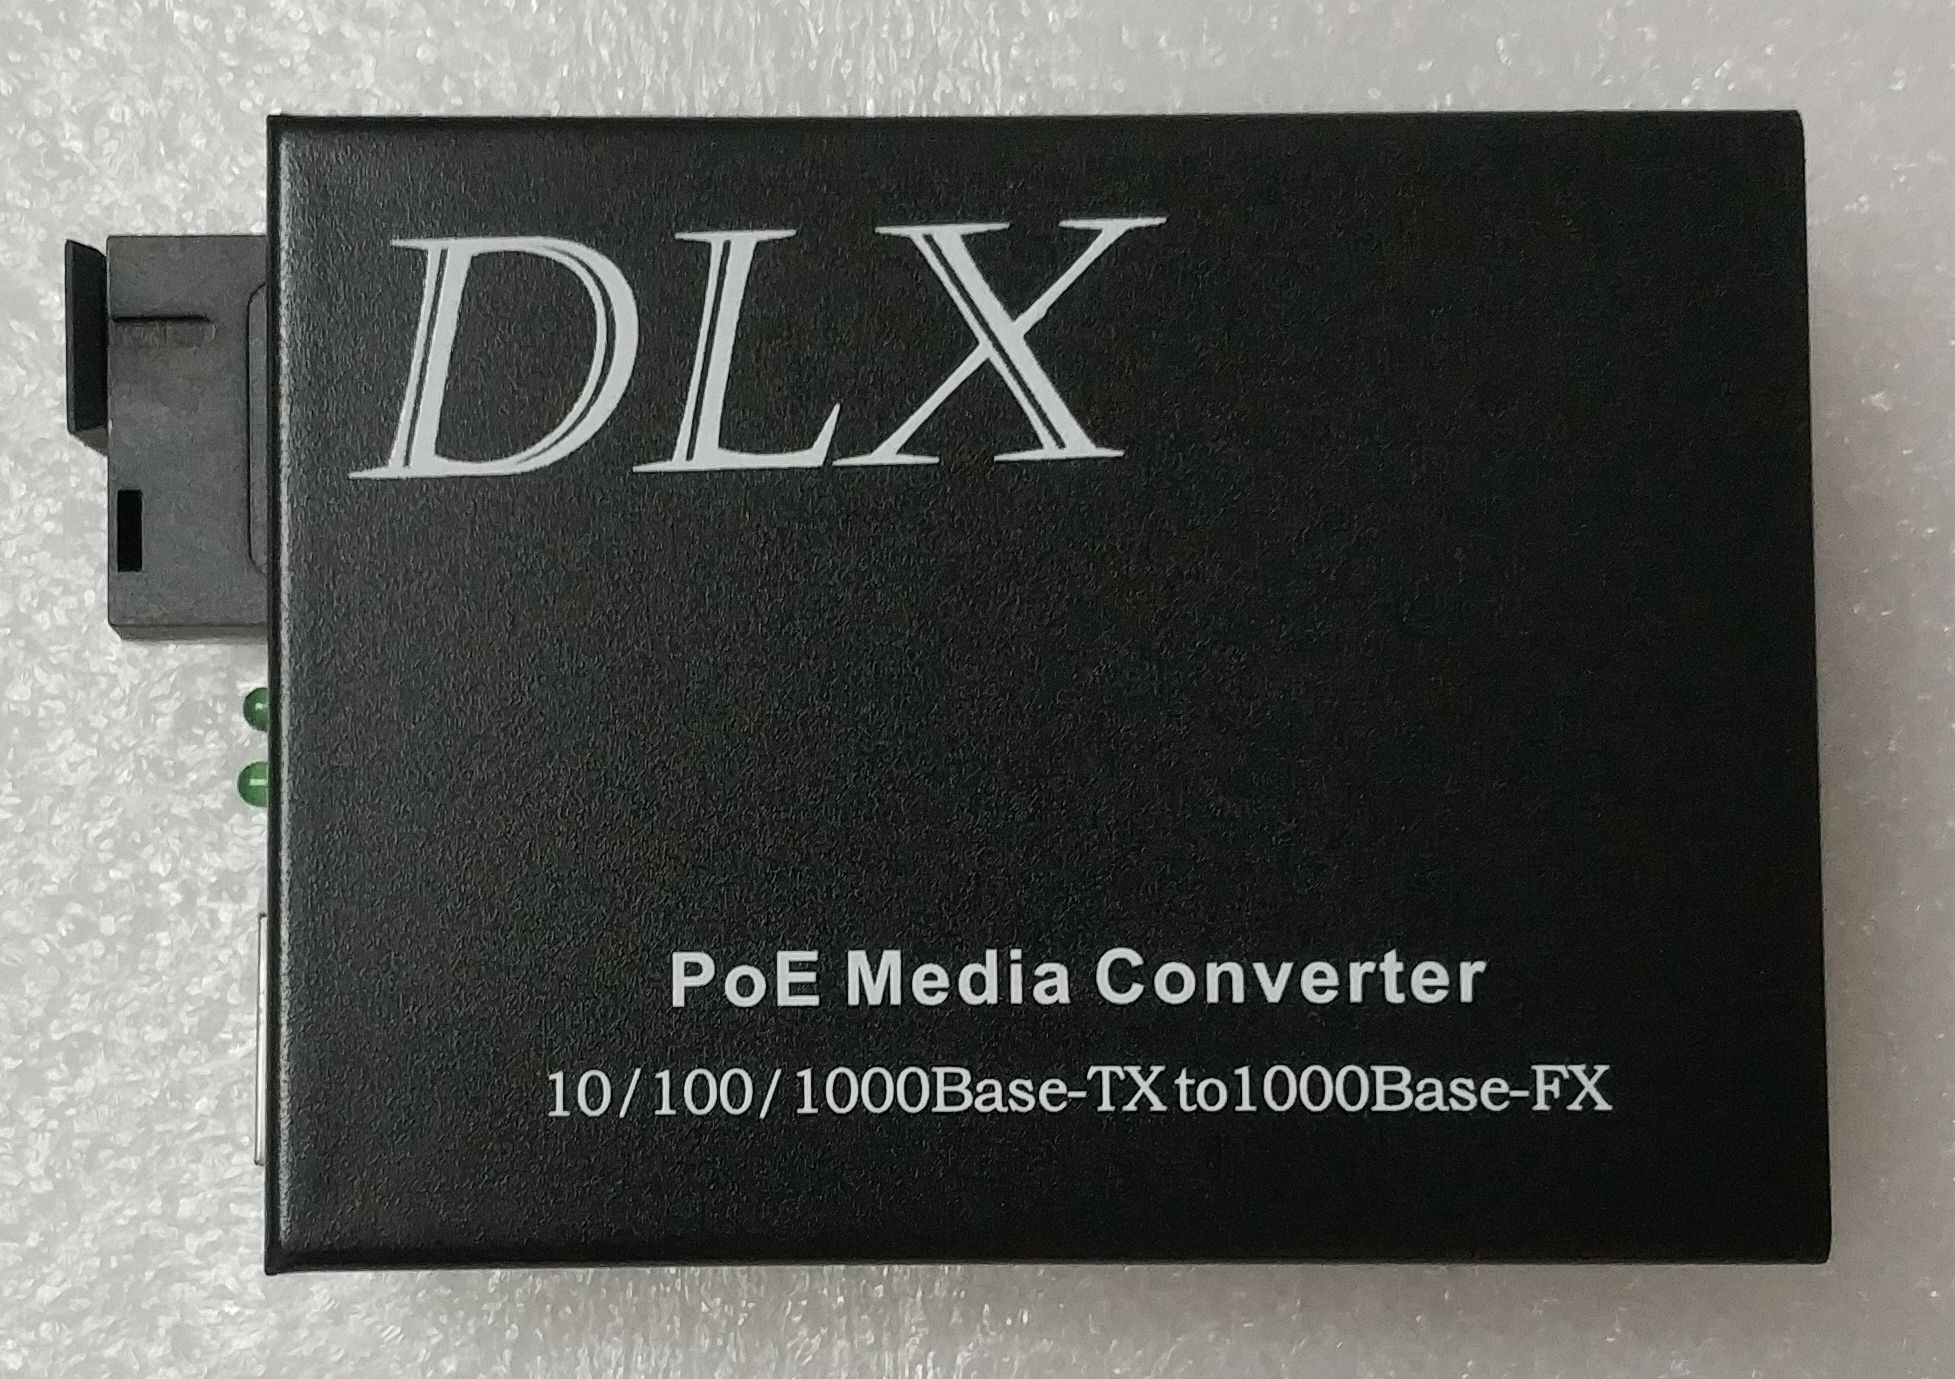 DLX
PoE Media Converter
10/100/1000Base-TX to1000Base-FX